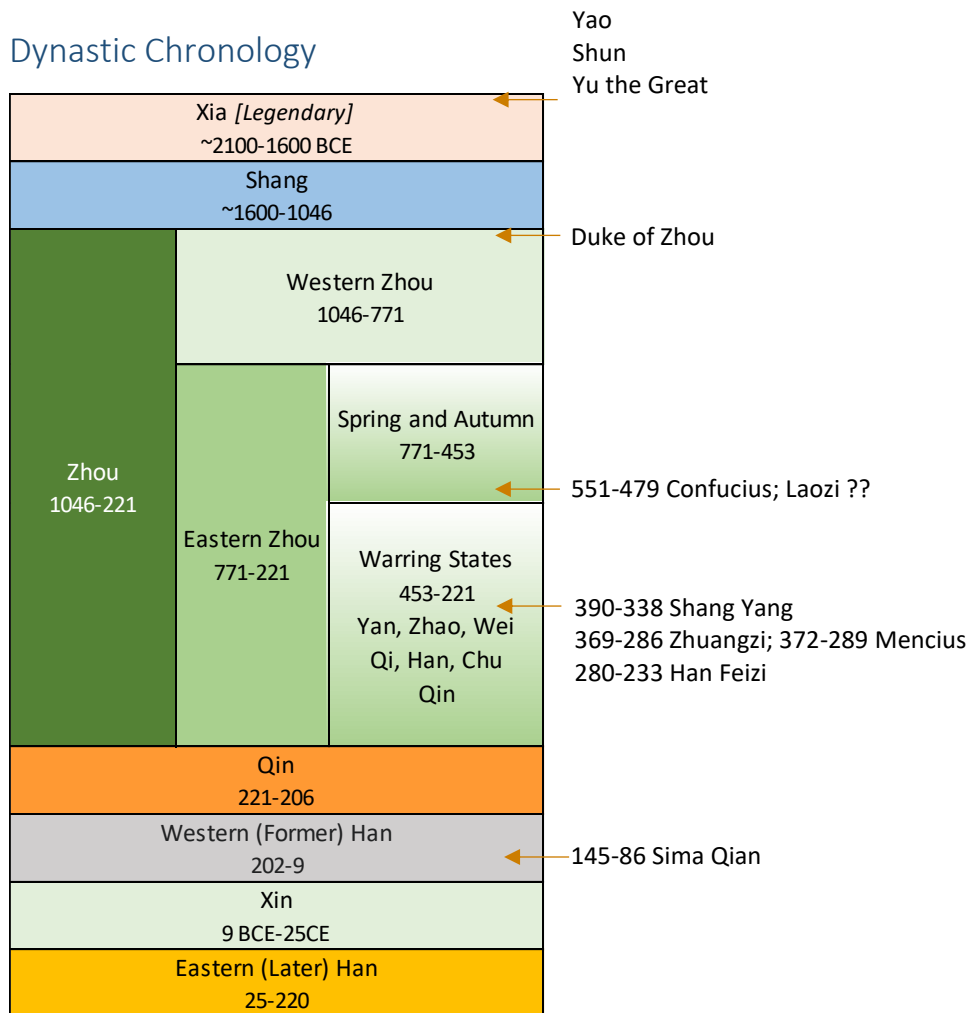 Dynastic Chronology
Yao
Shun
Yu the Great
Xia [Legendary]
~2100-1600 BCE
Shang
~1600-1046
Duke of Zhou
Western Zhou
1046-771
Zhou
1046-221
Eastern Zhou
771-221
Spring and Autumn
771-453
551-479 Confucius; Laozi ??
Warring States
453-221
Yan, Zhao, Wei
Qi, Han, Chu
Qin
390-338 Shang Yang
369-286 Zhuangzi; 372-289 Mencius
280-233 Han Feizi
Qin
221-206
Western (Former) Han
202-9
145-86 Sima Qian
Xin
9 BCE-25CE
Eastern (Later) Han
25-220